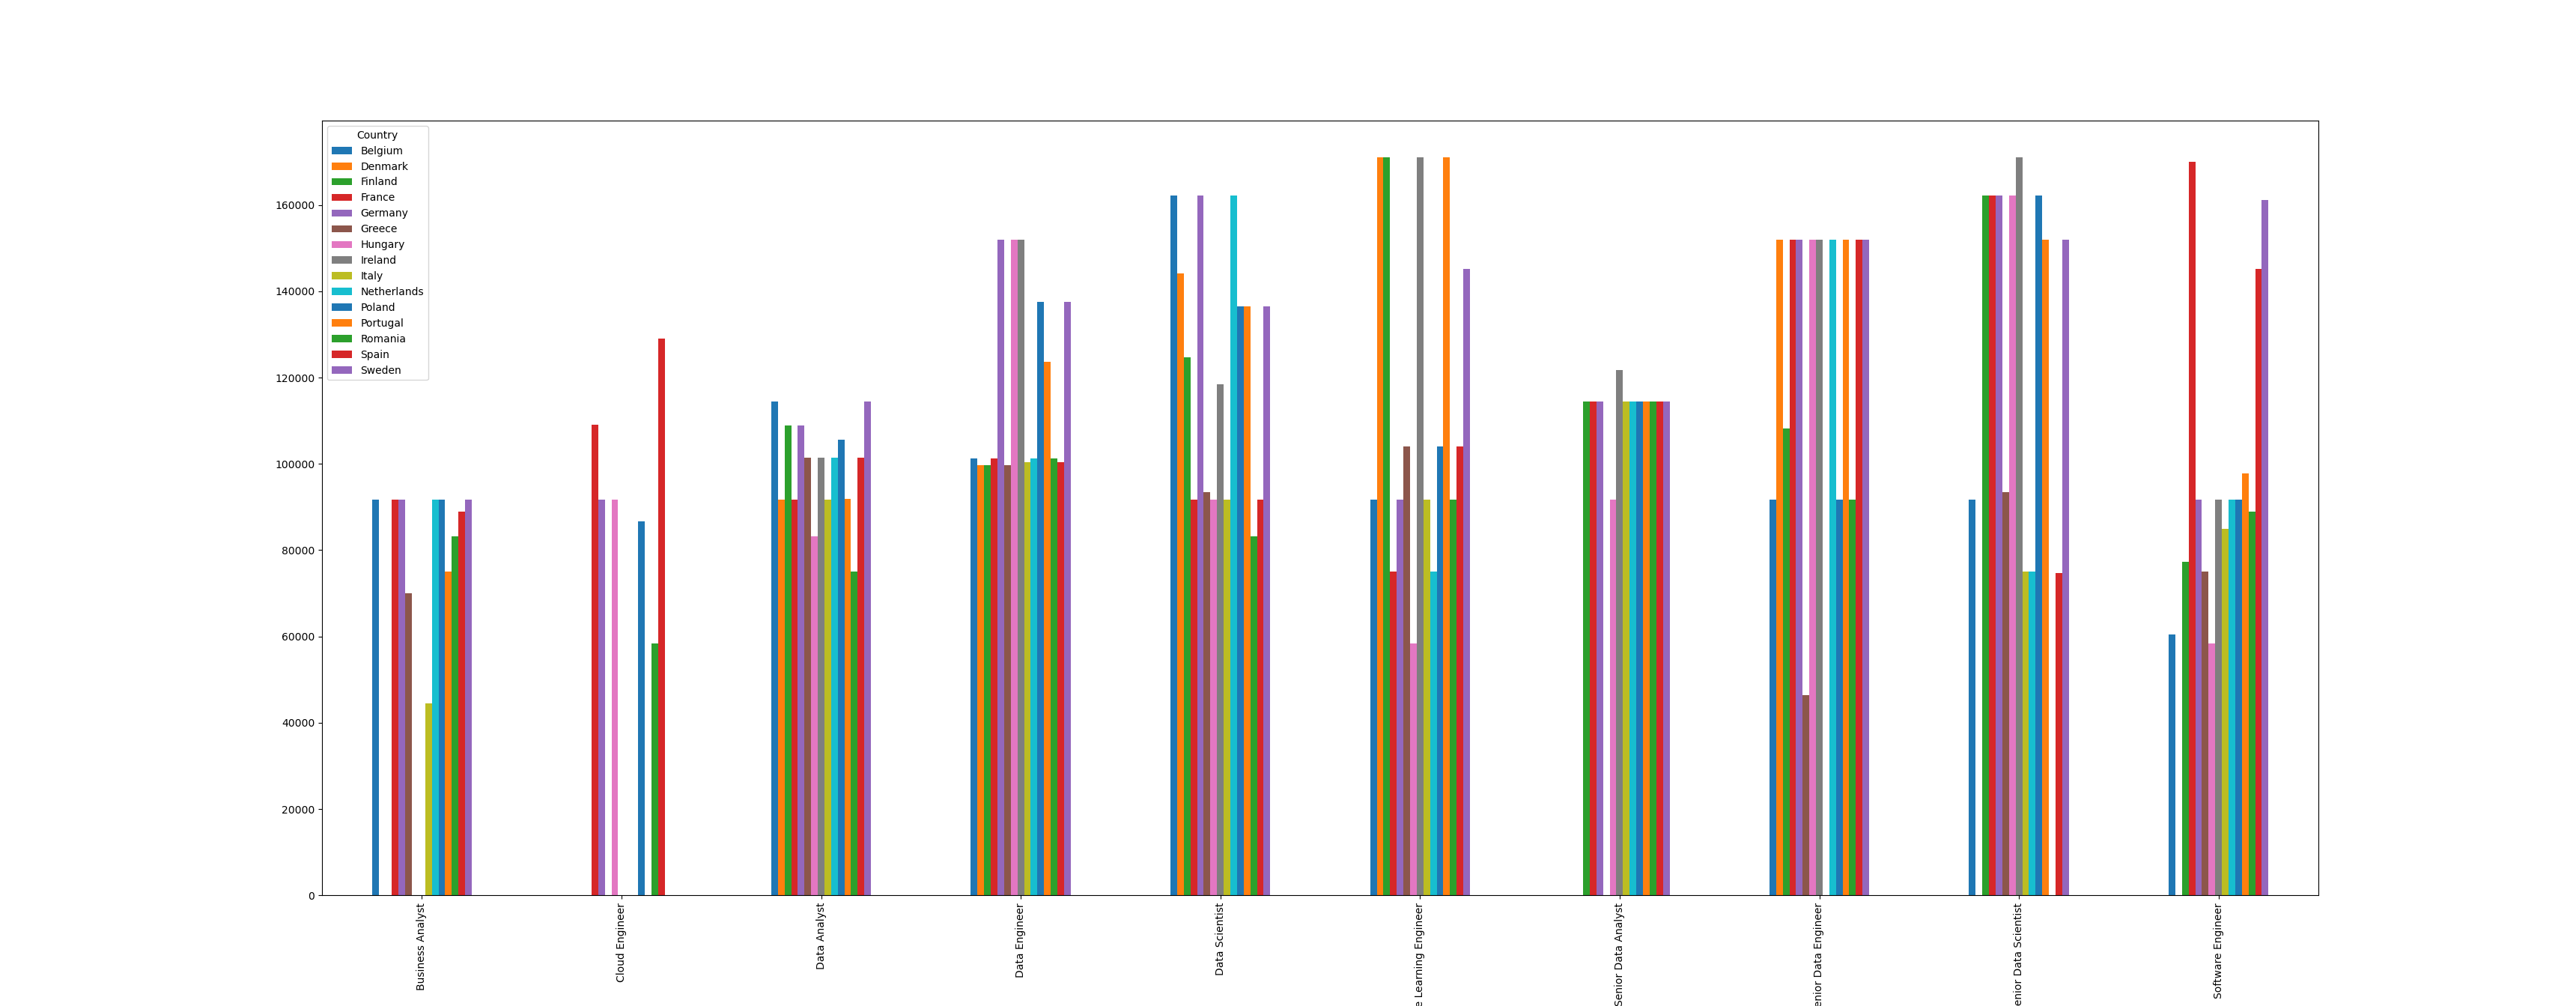 Country
Belgium
Denmark
Finland
France
Germany
Greece
Hungary
Ireland
Italy
Netherlands
Poland
Portugal
Romania
Spain
Sweden
160000
140000
120000
100000
80000
60000
40000
20000
0
Business Analyst
Cloud Engineer
Data Analyst
Data Engineer
Data Scientist
e Learning Engineer
Senior Data Analyst
enior Data Engineer
enior Data Scientist
Software Engineer